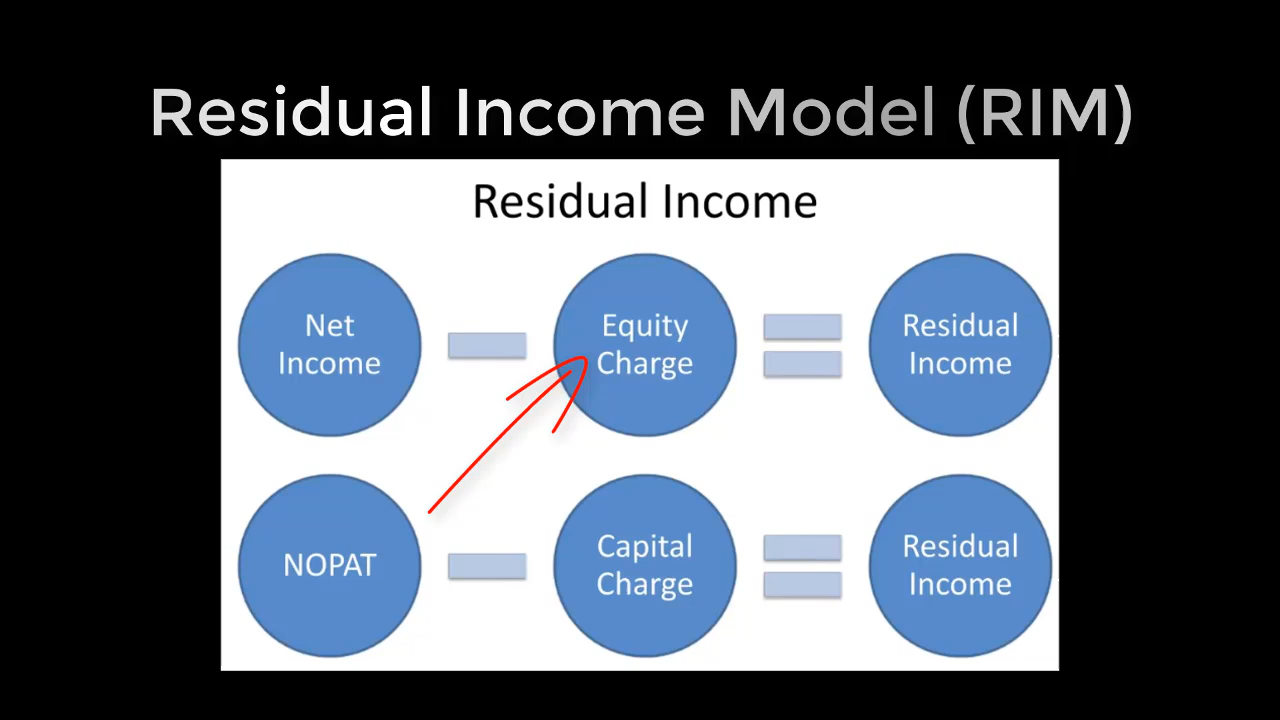 Residual Income Model (RIM)
Residual Income
Net
Income
Equity
Charge
Residual
Income
NOPAT
Capital
Charge
Residual
Income